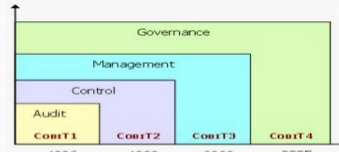 Governance
Management
Control
Audit
COBIT1 COBIT2 COBIT3 COBIT4